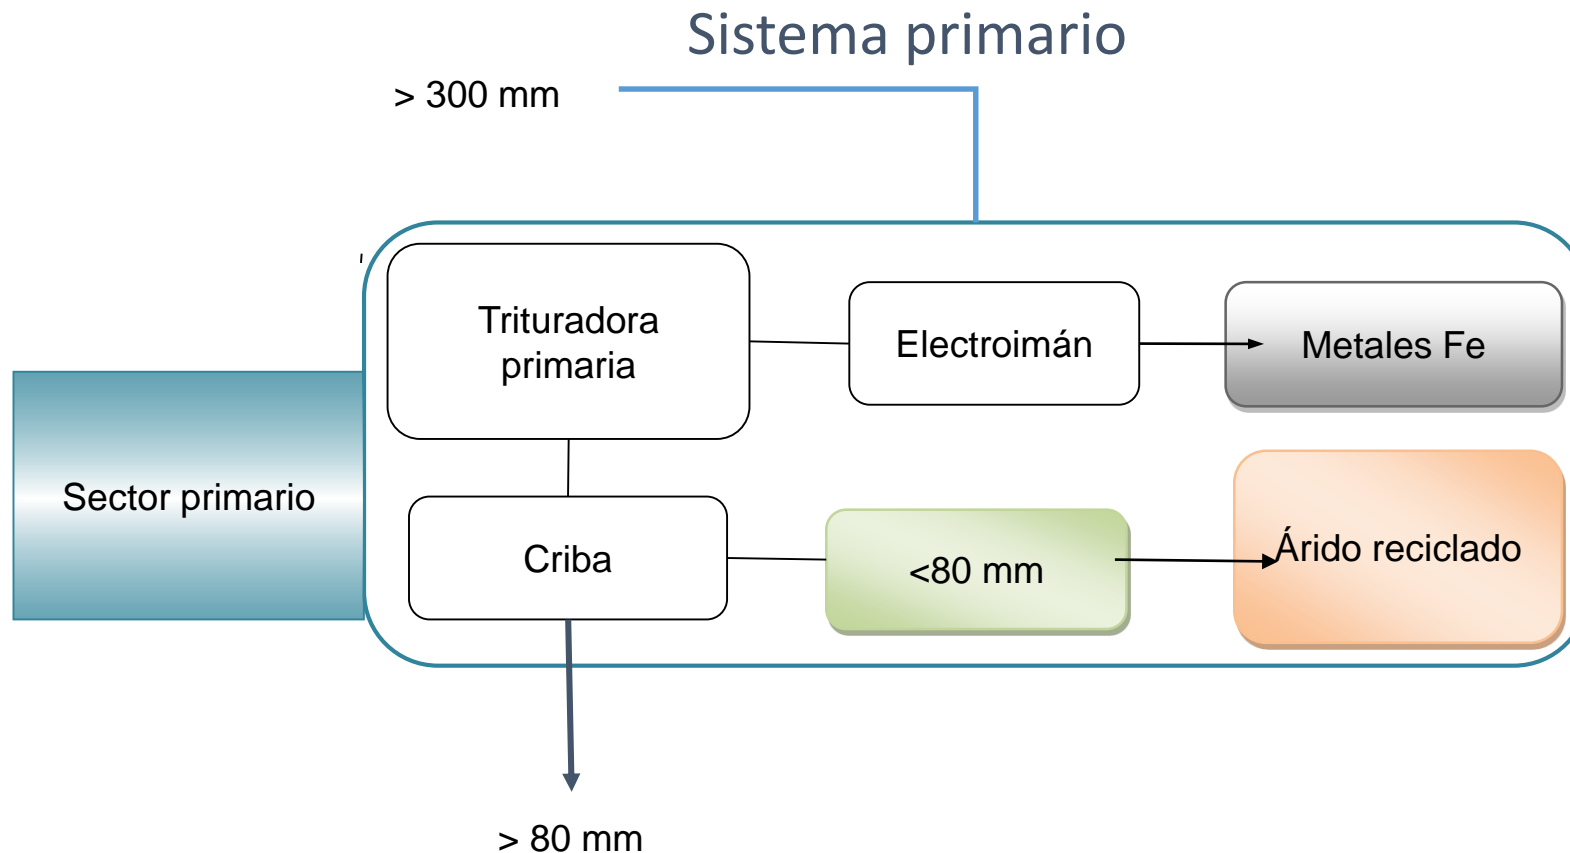 Sistema primario
> 300 mm
Trituradora
primaria
Electroimán
Metales Fe
Sector primario
Criba
<80 mm
Árido reciclado
> 80 mm